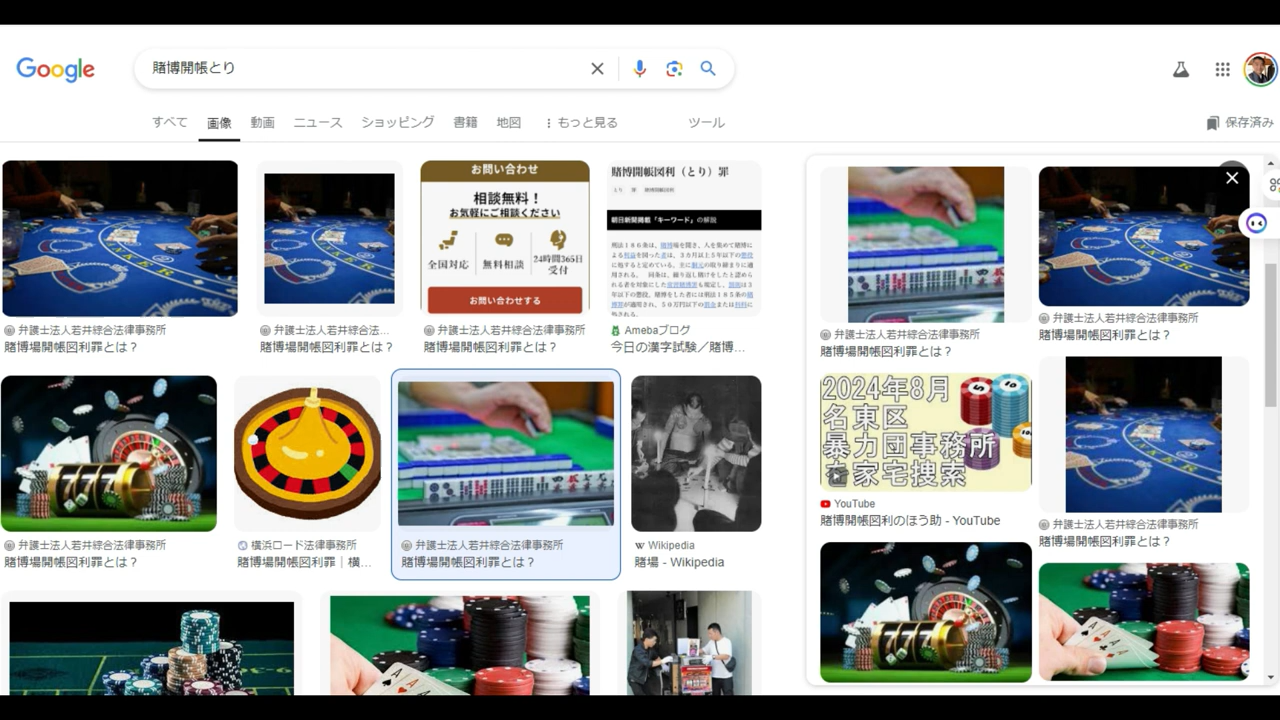 Google
賭博開帳とり
すべて
画像
動画
ニュース
ショッピング
書籍
地図
もっと見る
ツール
保存済み
弁護士法人若井綜合法律事務所
賭博場開帳図利罪とは？
弁護士法人若井綜合法...
賭博場開帳図利罪とは？
お問い合わせ
相談無料！
お気軽にご相談ください
全国対応
無料相談
24時間365日
受付
お問い合わせする
弁護士法人若井綜合法律事務所
賭博場開帳図利罪とは？
賭博開帳図利（とり）罪
朝日新聞掲載「キーワード」の解説
Amebaブログ
今日の漢字試験／賭博...
777
弁護士法人若井綜合法律事務所
賭博場開帳図利罪とは？
横浜ロード法律事務所
賭博場開帳図利罪｜横...
弁護士法人若井綜合法律事務所
賭博場開帳図利罪とは？
Wikipedia
賭場 - Wikipedia
弁護士法人若井綜合法律事務所
賭博場開帳図利罪とは？
弁護士法人若井綜合法律事務所
賭博場開帳図利罪とは？
2024年8月
名東区
暴力団事務所
家宅捜索
YouTube
賭博開帳図利のほう助 - YouTube
弁護士法人若井綜合法律事務所
賭博場開帳図利罪とは？
777